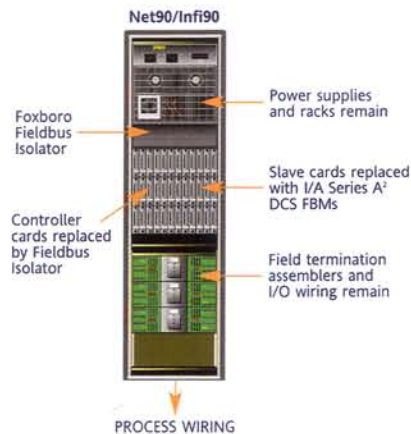 Net90/Infi90
Power supplies
and racks remain
Foxboro
Fieldbus
Isolator
Slave cards replaced
with I/A Series A²
DCS FBMs
Controller
cards replaced
by Fieldbus
Isolator
Field termination
assemblers and
I/O wiring remain
PROCESS WIRING